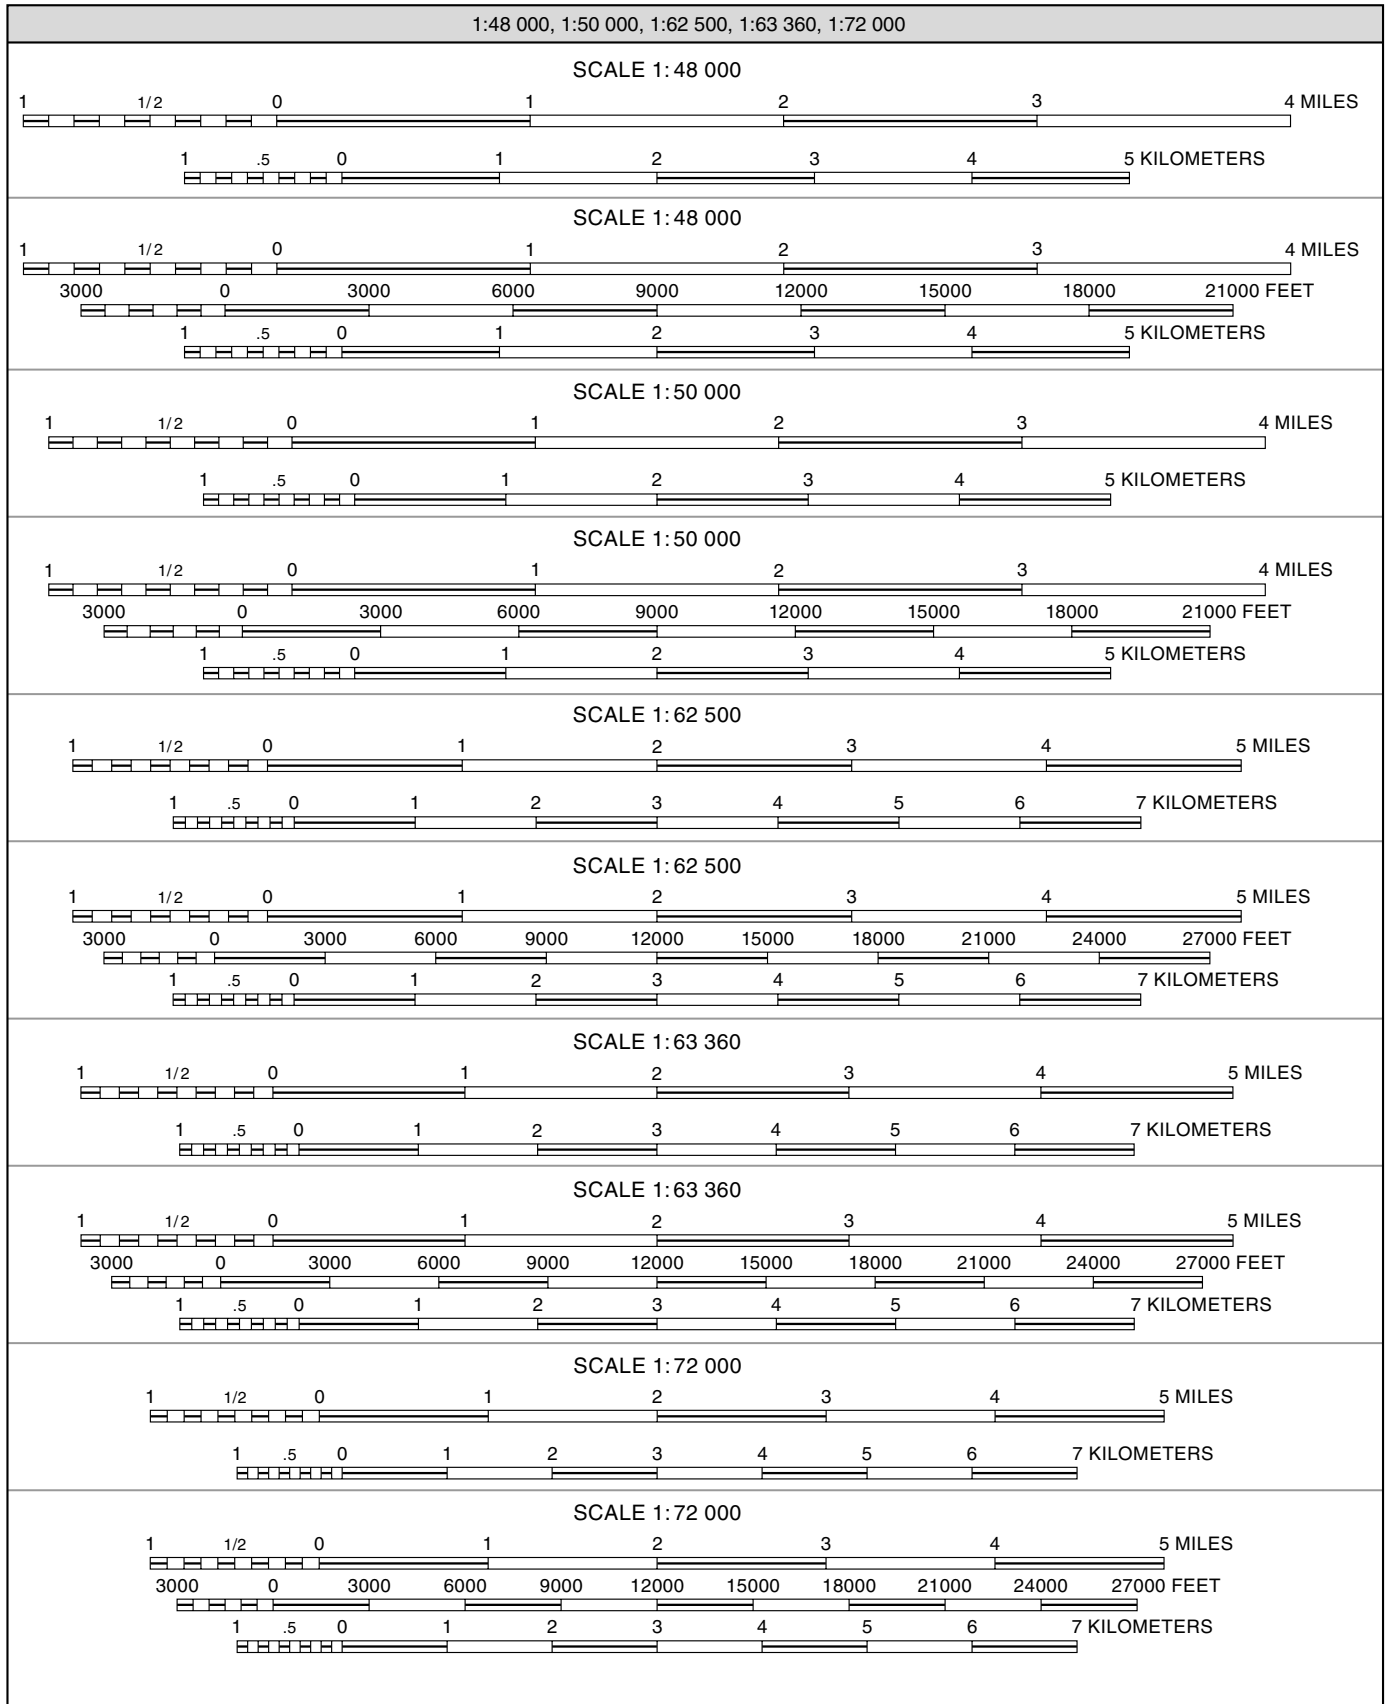 1:48 000, 1:50 000, 1:62 500, 1:63 360, 1:72 000
SCALE 1:48 000
1 1/2 0 1 2 3 4 MILES
1 .5 0 1 2 3 4 5 KILOMETERS
SCALE 1:48 000
1 1/2 0 1 2 3 4 MILES
3000 0 3000 6000 9000 12000 15000 18000 21000 FEET
1 .5 0 1 2 3 4 5 KILOMETERS
SCALE 1:50 000
1 1/2 0 1 2 3 4 MILES
1 .5 0 1 2 3 4 5 KILOMETERS
SCALE 1:50 000
1 1/2 0 1 2 3 4 MILES
3000 0 3000 6000 9000 12000 15000 18000 21000 FEET
1 .5 0 1 2 3 4 5 KILOMETERS
SCALE 1:62 500
1 1/2 0 1 2 3 4 5 MILES
1 .5 0 1 2 3 4 5 6 7 KILOMETERS
SCALE 1:62 500
1 1/2 0 1 2 3 4 5 MILES
3000 0 3000 6000 9000 12000 15000 18000 21000 24000 27000 FEET
1 .5 0 1 2 3 4 5 6 7 KILOMETERS
SCALE 1:63 360
1 1/2 0 1 2 3 4 5 MILES
1 .5 0 1 2 3 4 5 6 7 KILOMETERS
SCALE 1:63 360
1 1/2 0 1 2 3 4 5 MILES
3000 0 3000 6000 9000 12000 15000 18000 21000 24000 27000 FEET
1 .5 0 1 2 3 4 5 6 7 KILOMETERS
SCALE 1:72 000
1 1/2 0 1 2 3 4 5 MILES
1 .5 0 1 2 3 4 5 6 7 KILOMETERS
SCALE 1:72 000
1 1/2 0 1 2 3 4 5 MILES
3000 0 3000 6000 9000 12000 15000 18000 21000 24000 27000 FEET
1 .5 0 1 2 3 4 5 6 7 KILOMETERS